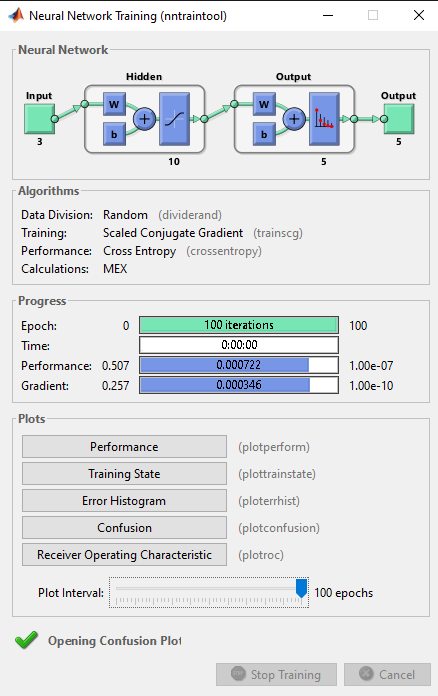 Neural Network Training (nntraintool)
Neural Network
Hidden
Output
Input
Output
W
W
b
b
+
+
3
10
5
5
Algorithms
Data Division: Random (dividerand)
Training: Scaled Conjugate Gradient (trainscg)
Performance: Cross Entropy (crossentropy)
Calculations: MEX
Progress
Epoch: 0 100 iterations 100
Time: 0:00:00
Performance: 0.507 0.000722 1.00e-07
Gradient: 0.257 0.000346 1.00e-10
Plots
Performance (plotperform)
Training State (plottrainstate)
Error Histogram (ploterrhist)
Confusion (plotconfusion)
Receiver Operating Characteristic (plotroc)
Plot Interval: 100 epochs
Opening Confusion Plot
Stop Training Cancel